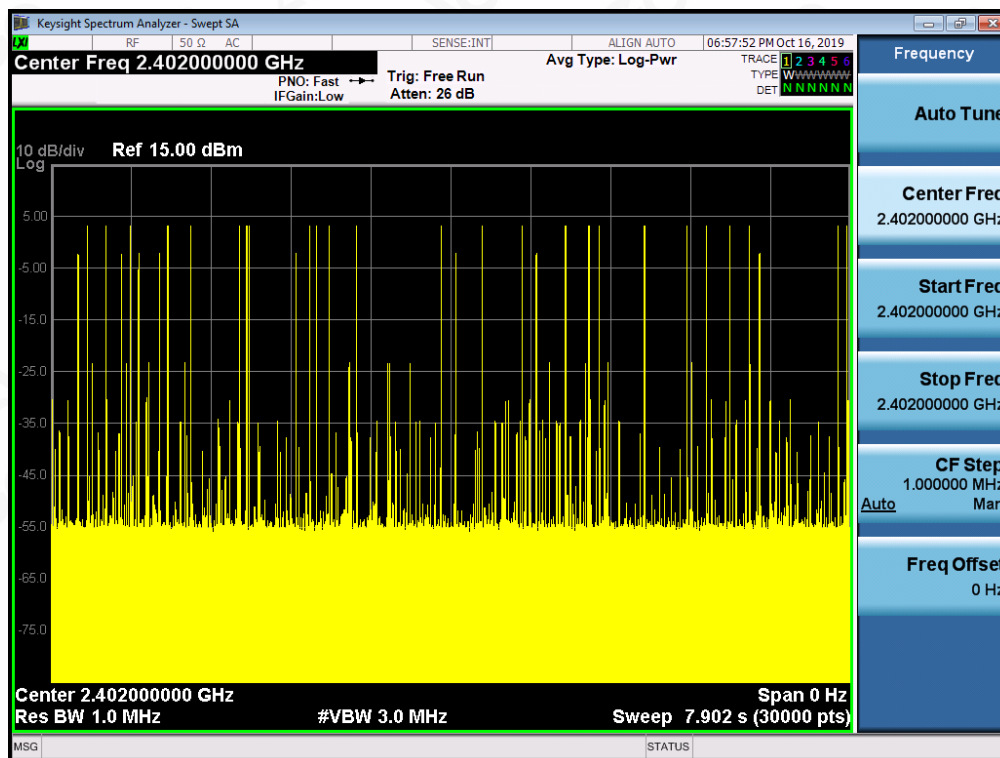 Keysight Spectrum Analyzer - Swept SA
LXI RF 50 Ω AC SENSE:INT ALIGN AUTO 06:57:52 PM Oct 16, 2019
Center Freq 2.402000000 GHz
PNO: Fast
IFGain:Low
Trig: Free Run
Atten: 26 dB
Avg Type: Log-Pwr
TRACE 1 2 3 4 5 6
TYPE WWWWWW
DET N N N N N N
10 dB/div Ref 15.00 dBm
Log
5.00
-5.00
-15.0
-25.0
-35.0
-45.0
-55.0
-65.0
-75.0
Center 2.402000000 GHz Span 0 Hz
Res BW 1.0 MHz #VBW 3.0 MHz Sweep 7.902 s (30000 pts)
MSG STATUS
Frequency
Auto Tune
Center Freq
2.402000000 GHz
Start Freq
2.402000000 GHz
Stop Freq
2.402000000 GHz
CF Step
1.000000 MHz
Auto Man
Freq Offset
0 Hz